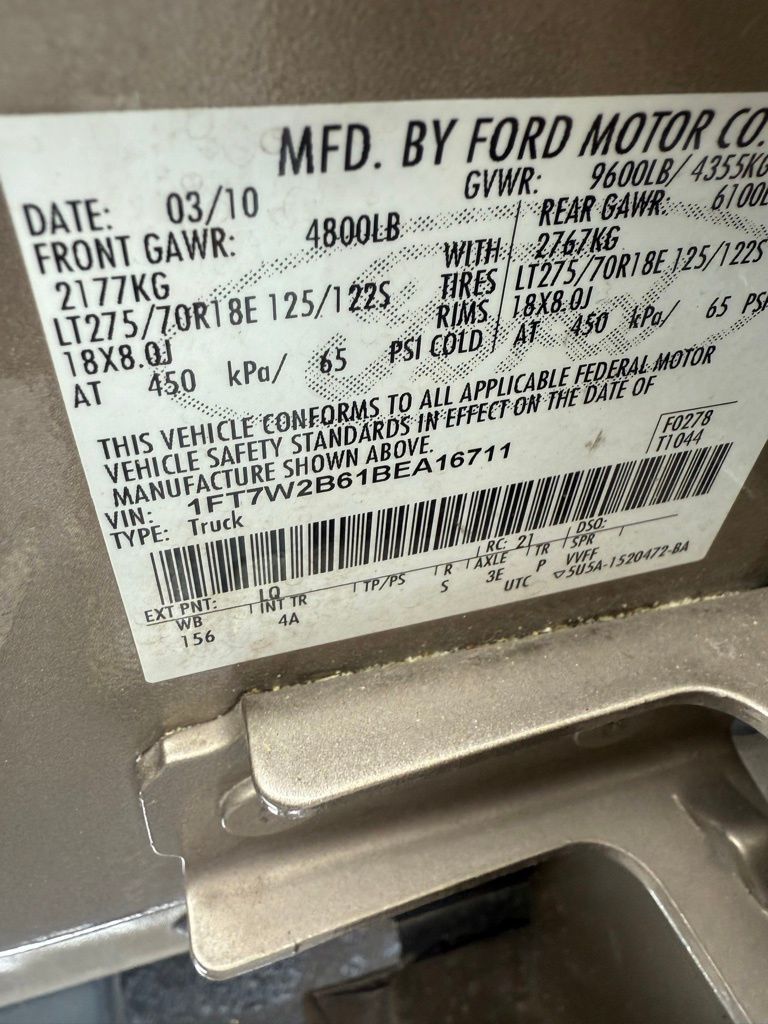 MFD. BY FORD MOTOR CO.
DATE: 03/10 GVWR: 9600LB/ 4355KG
FRONT GAWR: 4800LB REAR GAWR: 6100L
2177KG WITH 2767KG
LT275/70R18E 125/122S TIRES LT275/70R18E 125/122S
18X8.0J RIMS 18X8.0J
AT 450 kPa/ 65 PSI COLD AT 450 kPa/ 65 PSI
THIS VEHICLE CONFORMS TO ALL APPLICABLE FEDERAL MOTOR
VEHICLE SAFETY STANDARDS IN EFFECT ON THE DATE OF
MANUFACTURE SHOWN ABOVE.
F0278
T1044
VIN: 1FT7W2B61BEA16711
TYPE: Truck
EXT PNT: LQ RC: 21 DSO:
WB INT TR TP/PS R AXLE TR SPR
156 4A S 3E P VVFF
UTC ▽5U5A-1520472-BA